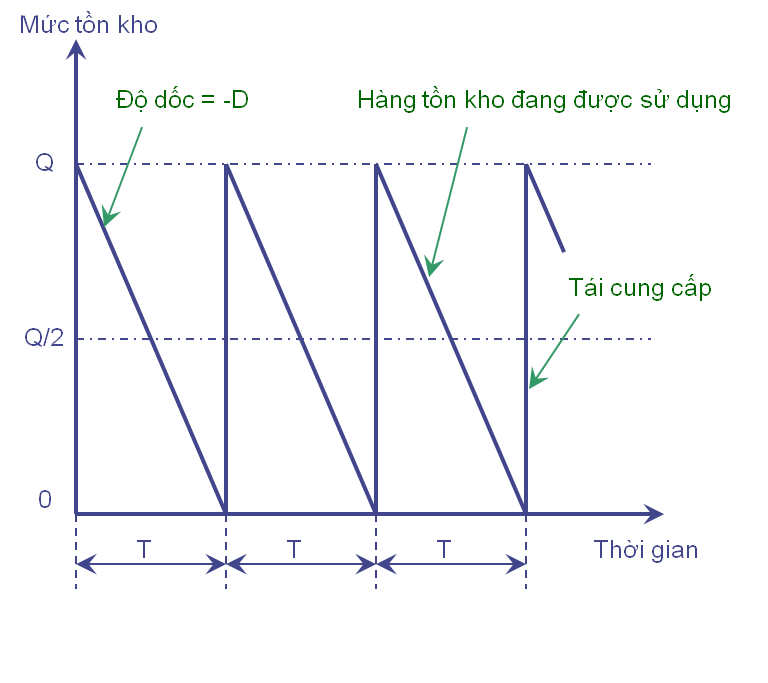 Mức tồn kho
Độ dốc = -D
Hàng tồn kho đang được sử dụng
Q
Tái cung cấp
Q/2
0
T
T
T
Thời gian